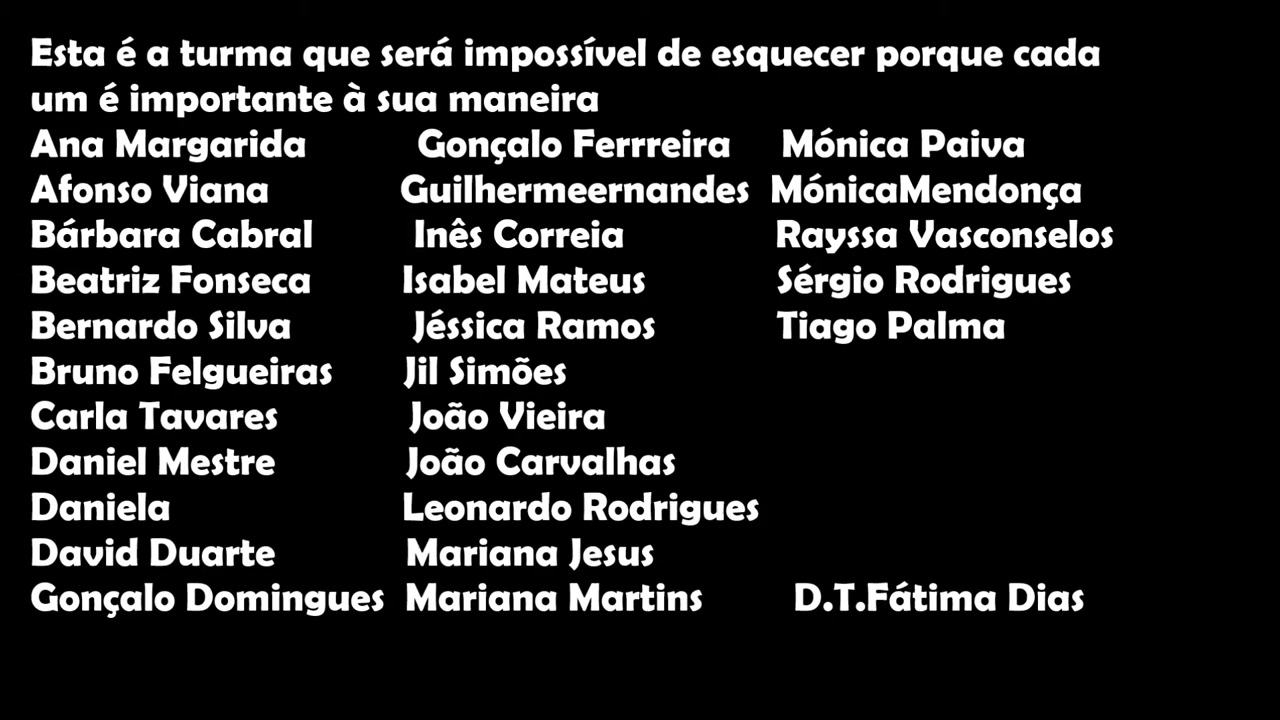 Esta é a turma que será impossível de esquecer porque cada
um é importante à sua maneira
Ana Margarida Gonçalo Ferrreira Mónica Paiva
Afonso Viana Guilhermeernandes MónicaMendonça
Bárbara Cabral Inês Correia Rayssa Vasconselos
Beatriz Fonseca Isabel Mateus Sérgio Rodrigues
Bernardo Silva Jéssica Ramos Tiago Palma
Bruno Felgueiras Jil Simões
Carla Tavares João Vieira
Daniel Mestre João Carvalhas
Daniela Leonardo Rodrigues
David Duarte Mariana Jesus
Gonçalo Domingues Mariana Martins D.T.Fátima Dias